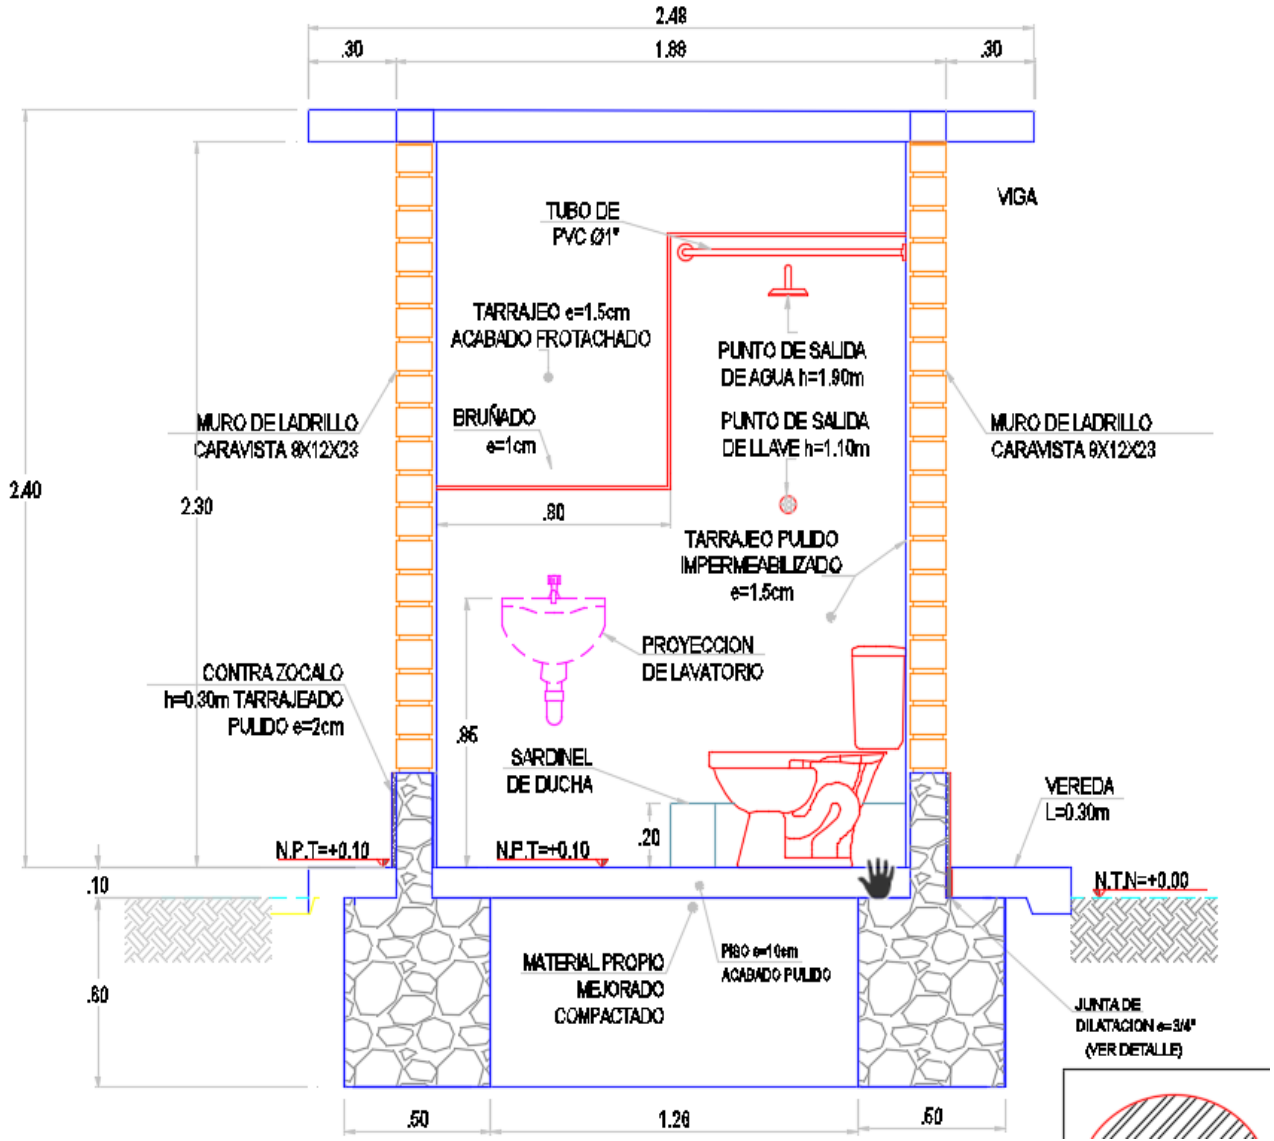 2.48
.30
1.88
.30
VIGA
TUBO DE
PVC Ø1"
TARRAJEO e=1.5cm
ACABADO FROTACHADO
PUNTO DE SALIDA
DE AGUA h=1.90m
MURO DE LADRILLO
CARAVISTA 9X12X23
BRUÑADO
e=1cm
PUNTO DE SALIDA
DE LLAVE h=1.10m
MURO DE LADRILLO
CARAVISTA 9X12X23
2.40
2.30
.80
TARRAJEO PULIDO
IMPERMEABILIZADO
e=1.5cm
PROYECCION
DE LAVATORIO
CONTRA ZOCALO
h=0.30m TARRAJEADO
PULIDO e=2cm
.85
SARDINEL
DE DUCHA
VEREDA
L=0.30m
.20
N.P.T=+0.10
N.P.T=+0.10
.10
N.T.N=+0.00
MATERIAL PROPIO
MEJORADO
COMPACTADO
PISO e=10cm
ACABADO PULIDO
.60
JUNTA DE
DILATACION e=3/4"
(VER DETALLE)
.50
1.26
.50